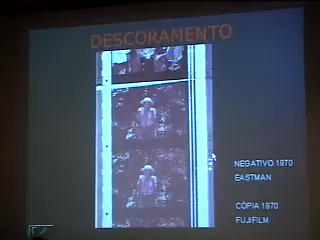 DESCORAMENTO
NEGATIVO 1970
EASTMAN
CÓPIA 1970
FUJIFILM